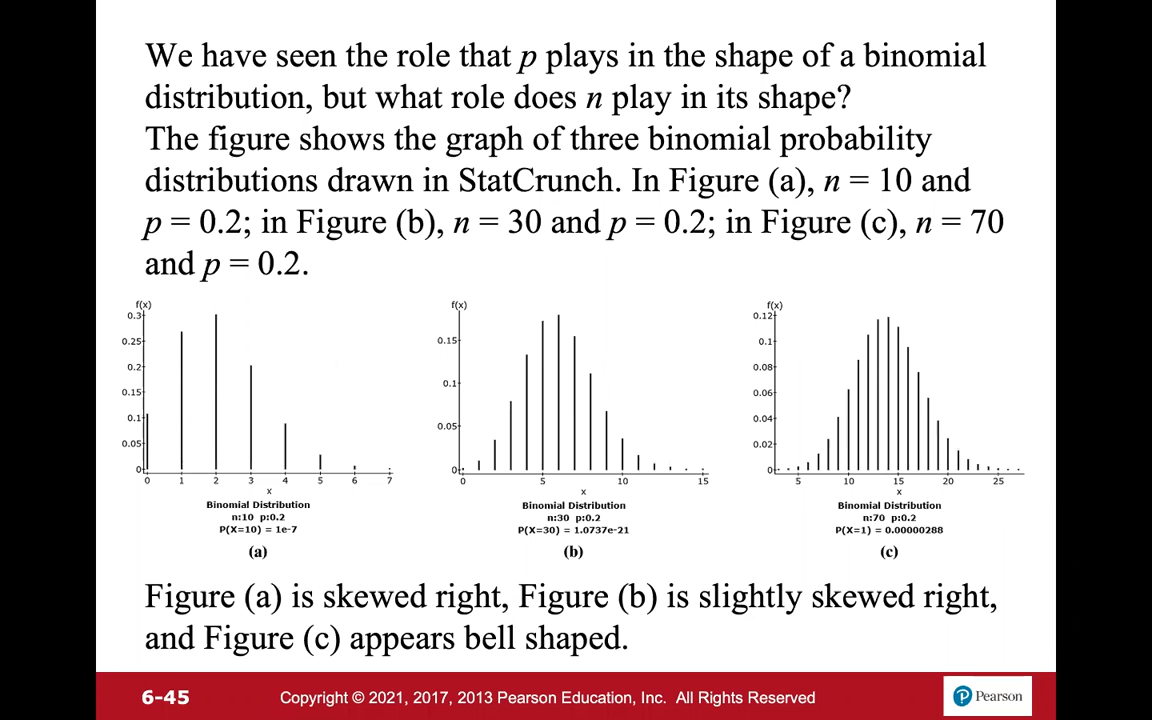 We have seen the role that p plays in the shape of a binomial
distribution, but what role does n play in its shape?
The figure shows the graph of three binomial probability
distributions drawn in StatCrunch. In Figure (a), n = 10 and
p = 0.2; in Figure (b), n = 30 and p = 0.2; in Figure (c), n = 70
and p = 0.2.
f(x)
0.3
0.25
0.2
0.15
0.1
0.05
0
0 1 2 3 4 5 6 7
x
Binomial Distribution
n:10 p:0.2
P(X=10) = 1e-7
(a)
f(x)
0.15
0.1
0.05
0
0 5 10 15
x
Binomial Distribution
n:30 p:0.2
P(X=30) = 1.0737e-21
(b)
f(x)
0.12
0.1
0.08
0.06
0.04
0.02
0
5 10 15 20 25
x
Binomial Distribution
n:70 p:0.2
P(X=1) = 0.00000288
(c)
Figure (a) is skewed right, Figure (b) is slightly skewed right,
and Figure (c) appears bell shaped.
6-45 Copyright © 2021, 2017, 2013 Pearson Education, Inc. All Rights Reserved P Pearson